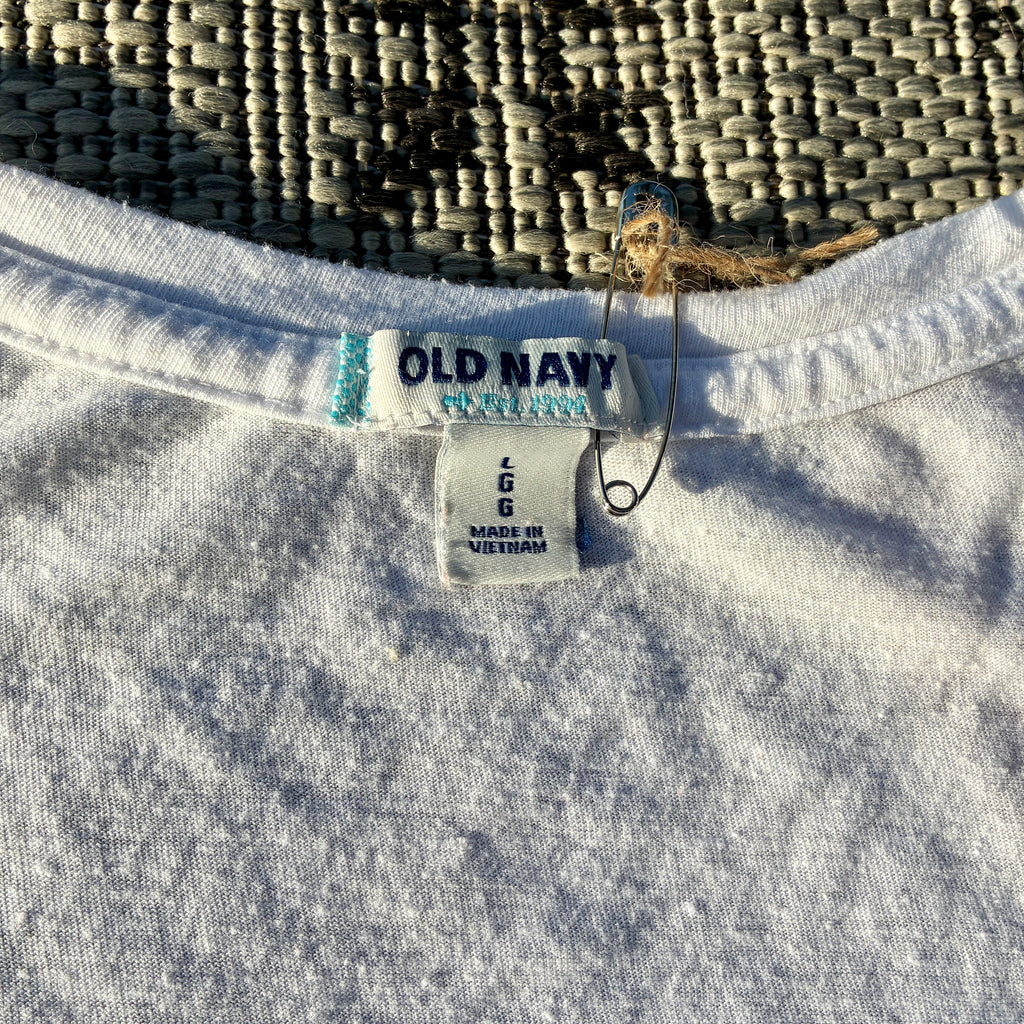 OLD NAVY
Est. 1994
L
G
G
MADE IN
VIETNAM